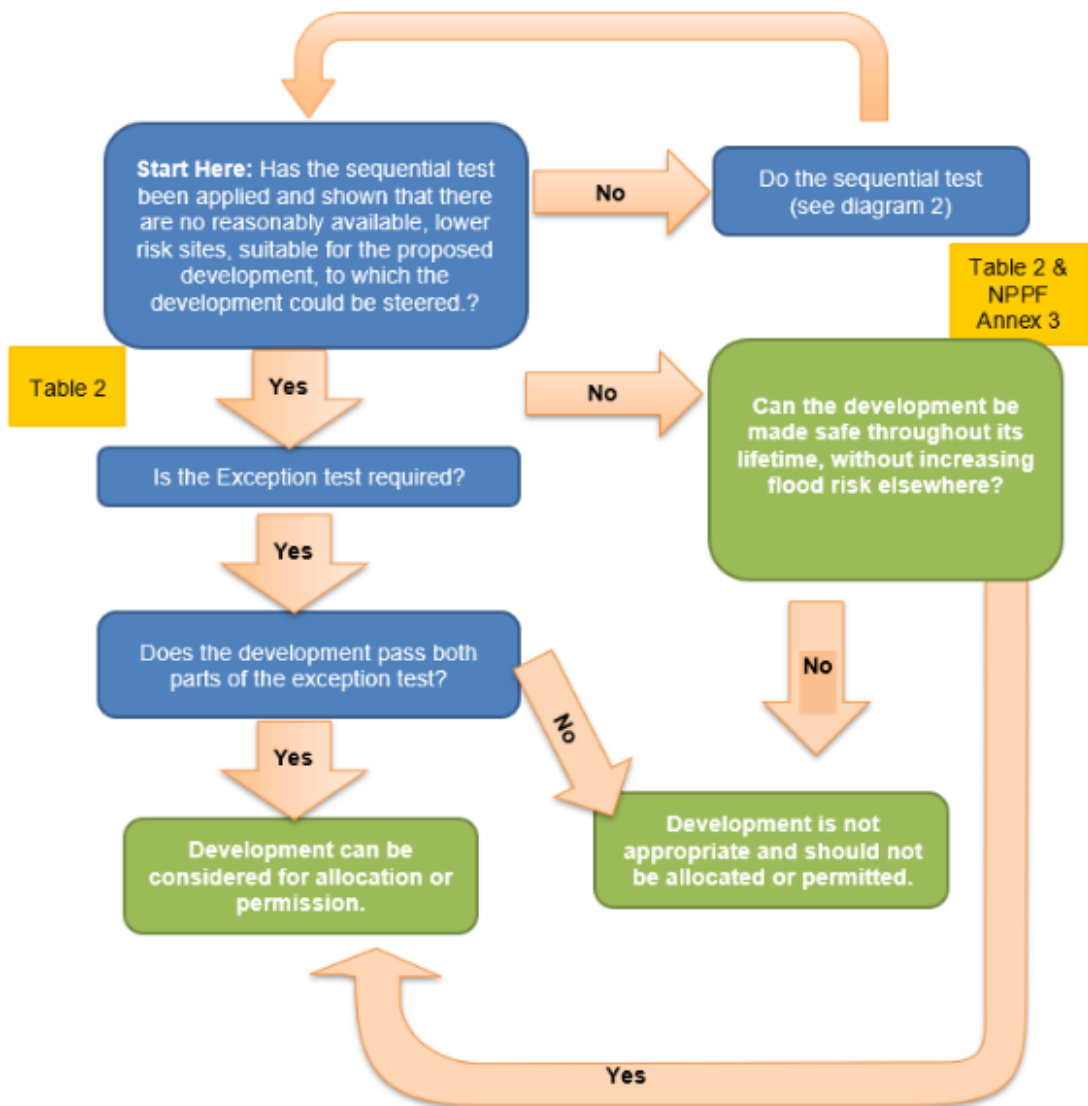 Start Here: Has the sequential test
been applied and shown that there
are no reasonably available, lower
risk sites, suitable for the proposed
development, to which the
development could be steered.?
No
Do the sequential test
(see diagram 2)
Table 2 &
NPPF
Annex 3
Table 2
Yes
No
Can the development be
made safe throughout its
lifetime, without increasing
flood risk elsewhere?
Is the Exception test required?
Yes
Does the development pass both
parts of the exception test?
No
No
Yes
Development can be
considered for allocation or
permission.
Development is not
appropriate and should not
be allocated or permitted.
Yes